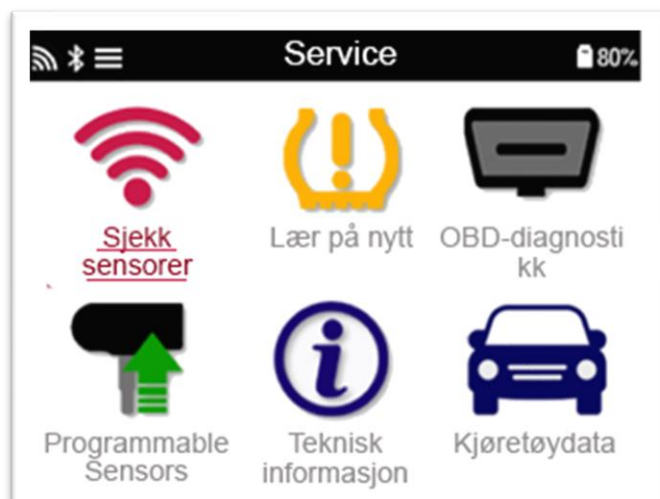 Service
80%
Sjekk
sensorer
Lær på nytt
OBD-diagnosti
kk
Programmable
Sensors
Teknisk
informasjon
Kjøretøydata